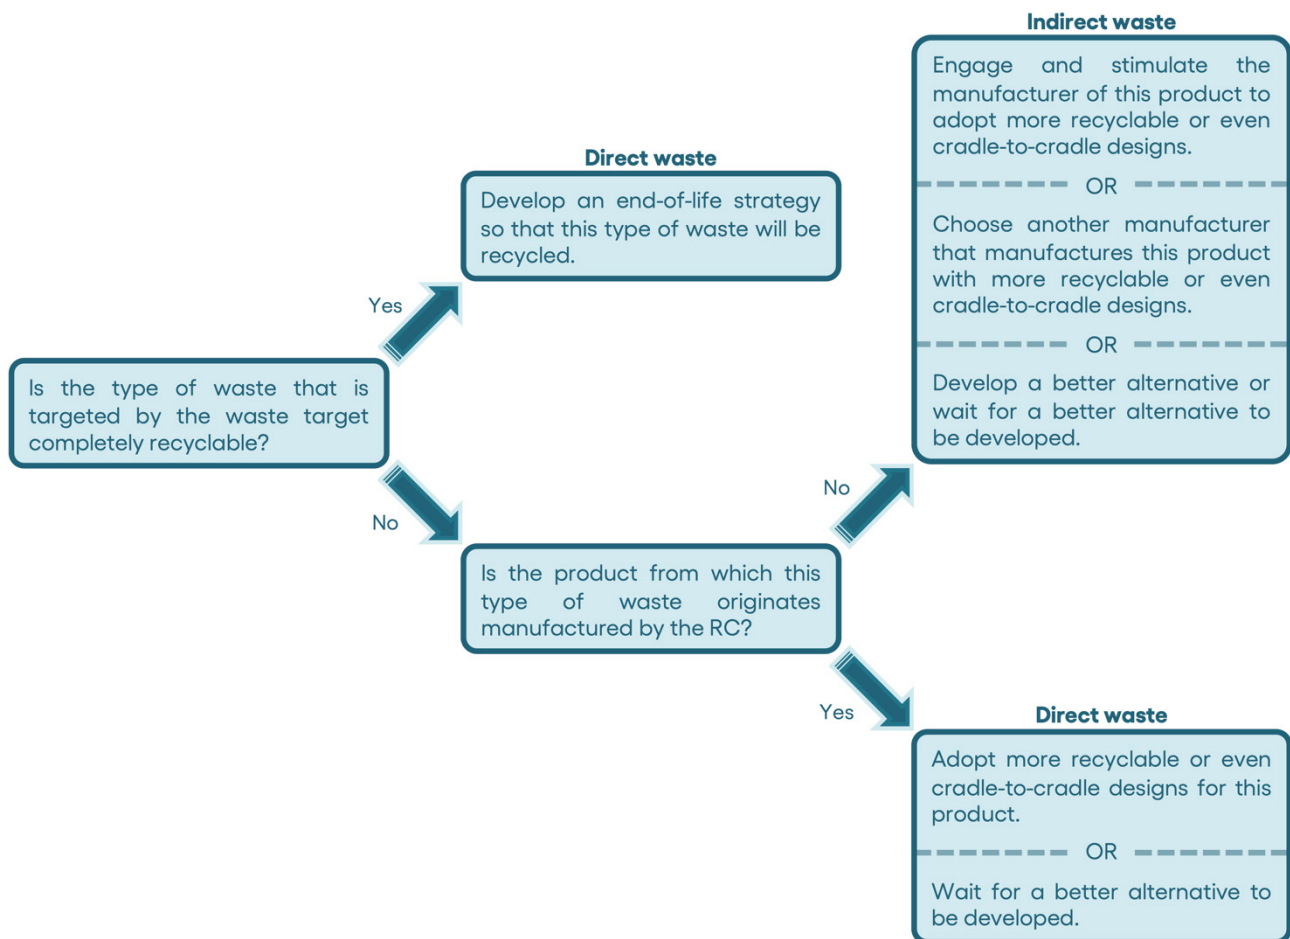 Is the type of waste that is
targeted by the waste target
completely recyclable?
Yes
No
Direct waste
Develop an end-of-life strategy
so that this type of waste will be
recycled.
Is the product from which this
type of waste originates
manufactured by the RC?
No
Yes
Indirect waste
Engage and stimulate the
manufacturer of this product to
adopt more recyclable or even
cradle-to-cradle designs.
OR
Choose another manufacturer
that manufactures this product
with more recyclable or even
cradle-to-cradle designs.
OR
Develop a better alternative or
wait for a better alternative to
be developed.
Direct waste
Adopt more recyclable or even
cradle-to-cradle designs for this
product.
OR
Wait for a better alternative to
be developed.